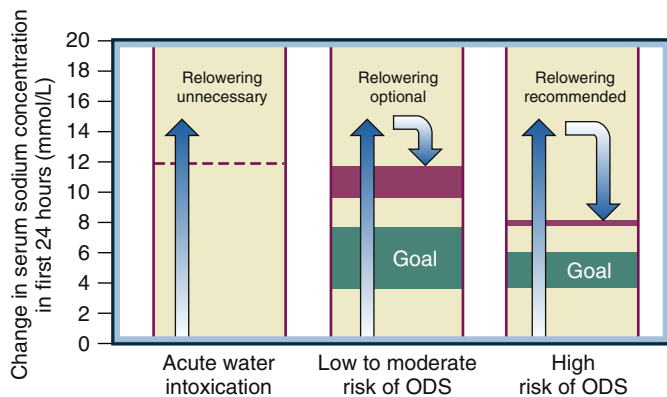 Change in serum sodium concentration
in first 24 hours (mmol/L)
20
18
16
14
12
10
8
6
4
2
0
Relowering
unnecessary
Relowering
optional
Relowering
recommended
Goal
Goal
Acute water
intoxication
Low to moderate
risk of ODS
High
risk of ODS